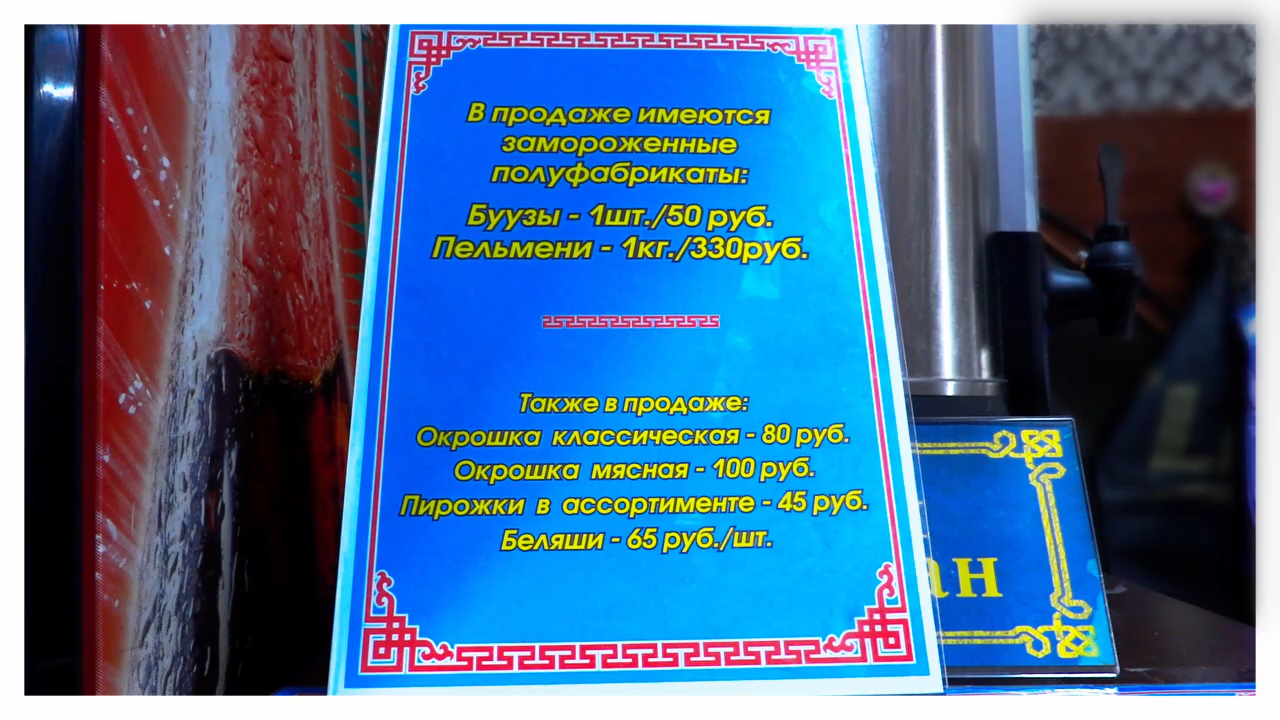 В продаже имеются
замороженные
полуфабрикаты:
Буузы - 1шт./50 руб.
Пельмени - 1кг./330руб.
Также в продаже:
Окрошка классическая - 80 руб.
Окрошка мясная - 100 руб.
Пирожки в ассортименте - 45 руб.
Беляши - 65 руб./шт.